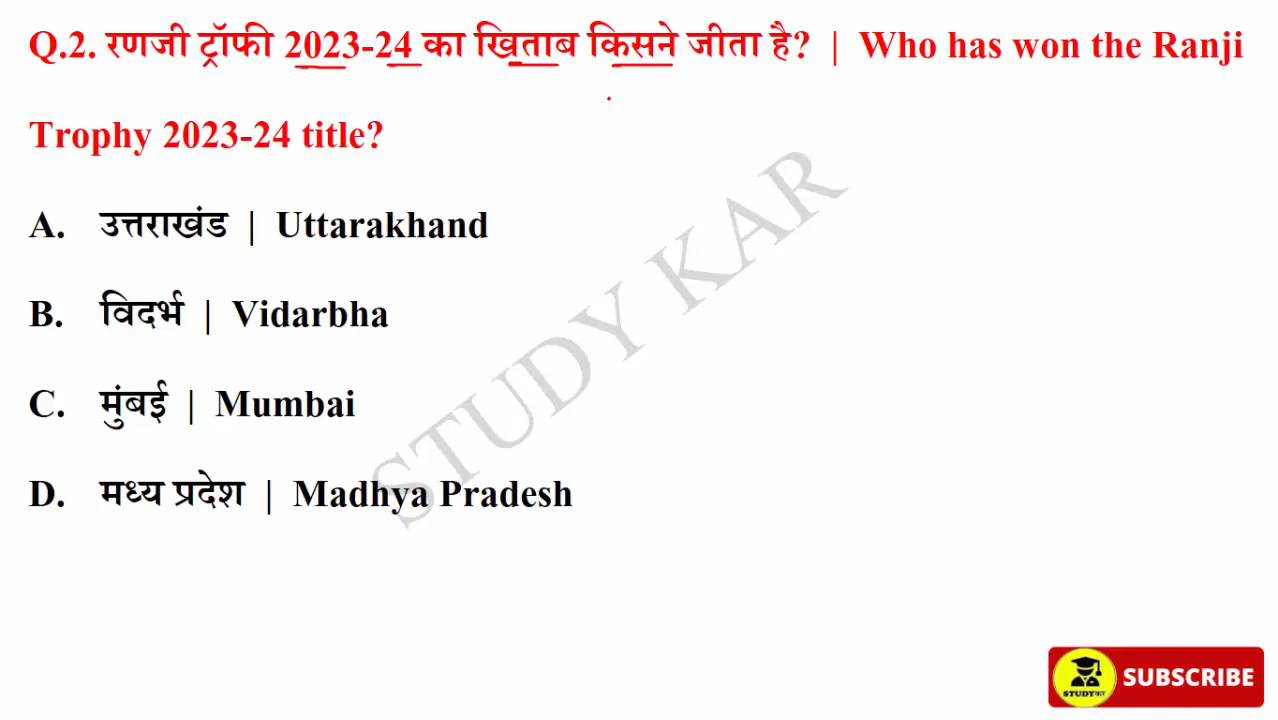 Q.2. रणजी ट्रॉफी 2023-24 का खिताब किसने जीता है? | Who has won the Ranji
Trophy 2023-24 title?
A. उत्तराखंड | Uttarakhand
B. विदर्भ | Vidarbha
C. मुंबई | Mumbai
D. मध्य प्रदेश | Madhya Pradesh
STUDY KAR
STUDYकर
SUBSCRIBE